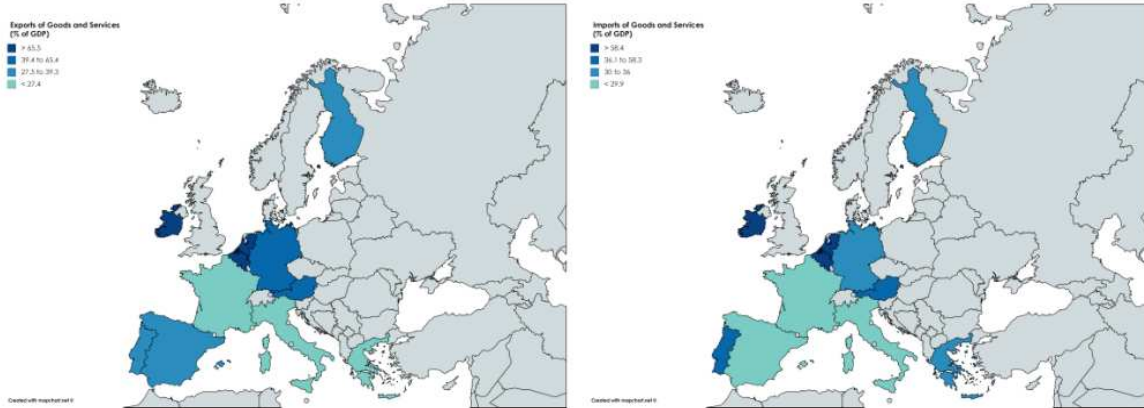 Exports of Goods and Services
(% of GDP)
> 65.5
39.4 to 65.4
27.5 to 39.3
< 27.4
Created with mapchart.net ©
Imports of Goods and Services
(% of GDP)
> 58.4
36.1 to 58.3
30 to 36
< 29.9
Created with mapchart.net ©